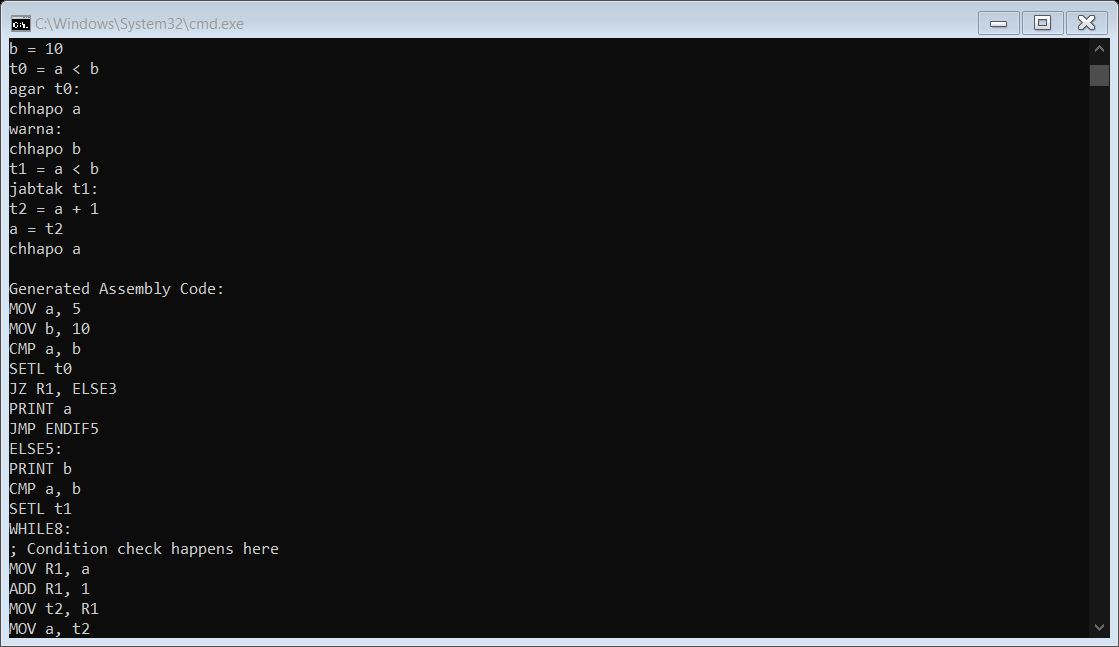 C:\Windows\System32\cmd.exe
b = 10
t0 = a < b
agar t0:
chhapo a
warna:
chhapo b
t1 = a < b
jabtak t1:
t2 = a + 1
a = t2
chhapo a

Generated Assembly Code:
MOV a, 5
MOV b, 10
CMP a, b
SETL t0
JZ R1, ELSE3
PRINT a
JMP ENDIF5
ELSE5:
PRINT b
CMP a, b
SETL t1
WHILE8:
; Condition check happens here
MOV R1, a
ADD R1, 1
MOV t2, R1
MOV a, t2